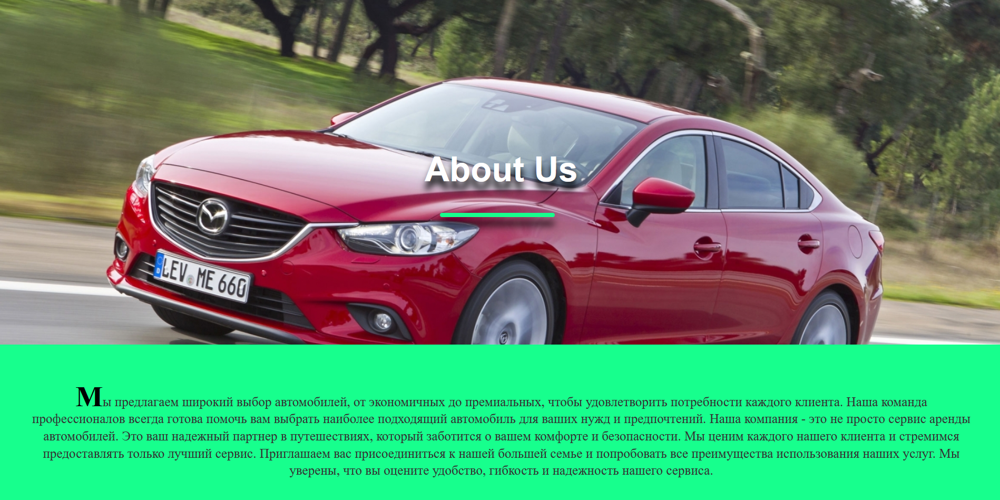 About Us
LEV ME 660
D
Мы предлагаем широкий выбор автомобилей, от экономичных до премиальных, чтобы удовлетворить потребности каждого клиента. Наша команда
профессионалов всегда готова помочь вам выбрать наиболее подходящий автомобиль для ваших нужд и предпочтений. Наша компания - это не просто сервис аренды
автомобилей. Это ваш надежный партнер в путешествиях, который заботится о вашем комфорте и безопасности. Мы ценим каждого нашего клиента и стремимся
предоставлять только лучший сервис. Приглашаем вас присоединиться к нашей большей семье и попробовать все преимущества использования наших услуг. Мы
уверены, что вы оцените удобство, гибкость и надежность нашего сервиса.